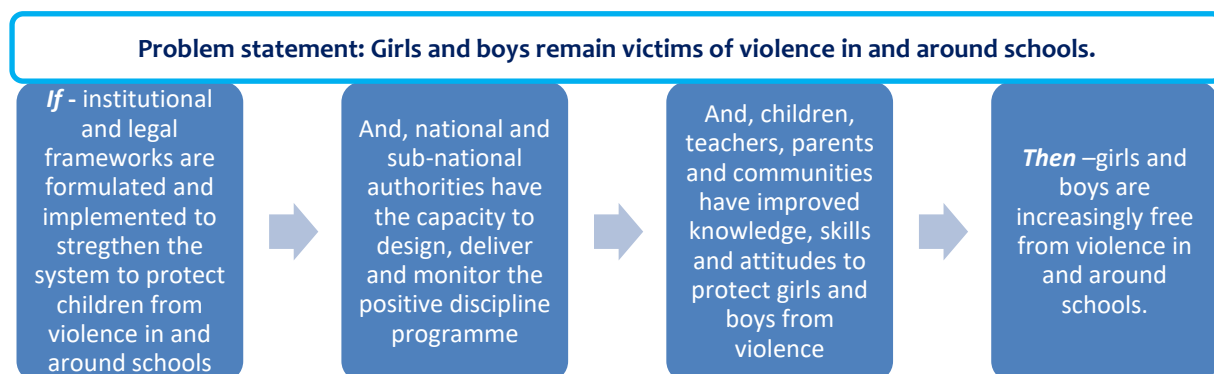 Problem statement: Girls and boys remain victims of violence in and around schools.
If - institutional
and legal
frameworks are
formulated and
implemented to
stregthen the
system to protect
children from
violence in and
around schools
And, national and
sub-national
authorities have
the capacity to
design, deliver
and monitor the
positive discipline
programme
And, children,
teachers, parents
and communities
have improved
knowledge, skills
and attitudes to
protect girls and
boys from
violence
Then –girls and
boys are
increasingly free
from violence in
and around
schools.